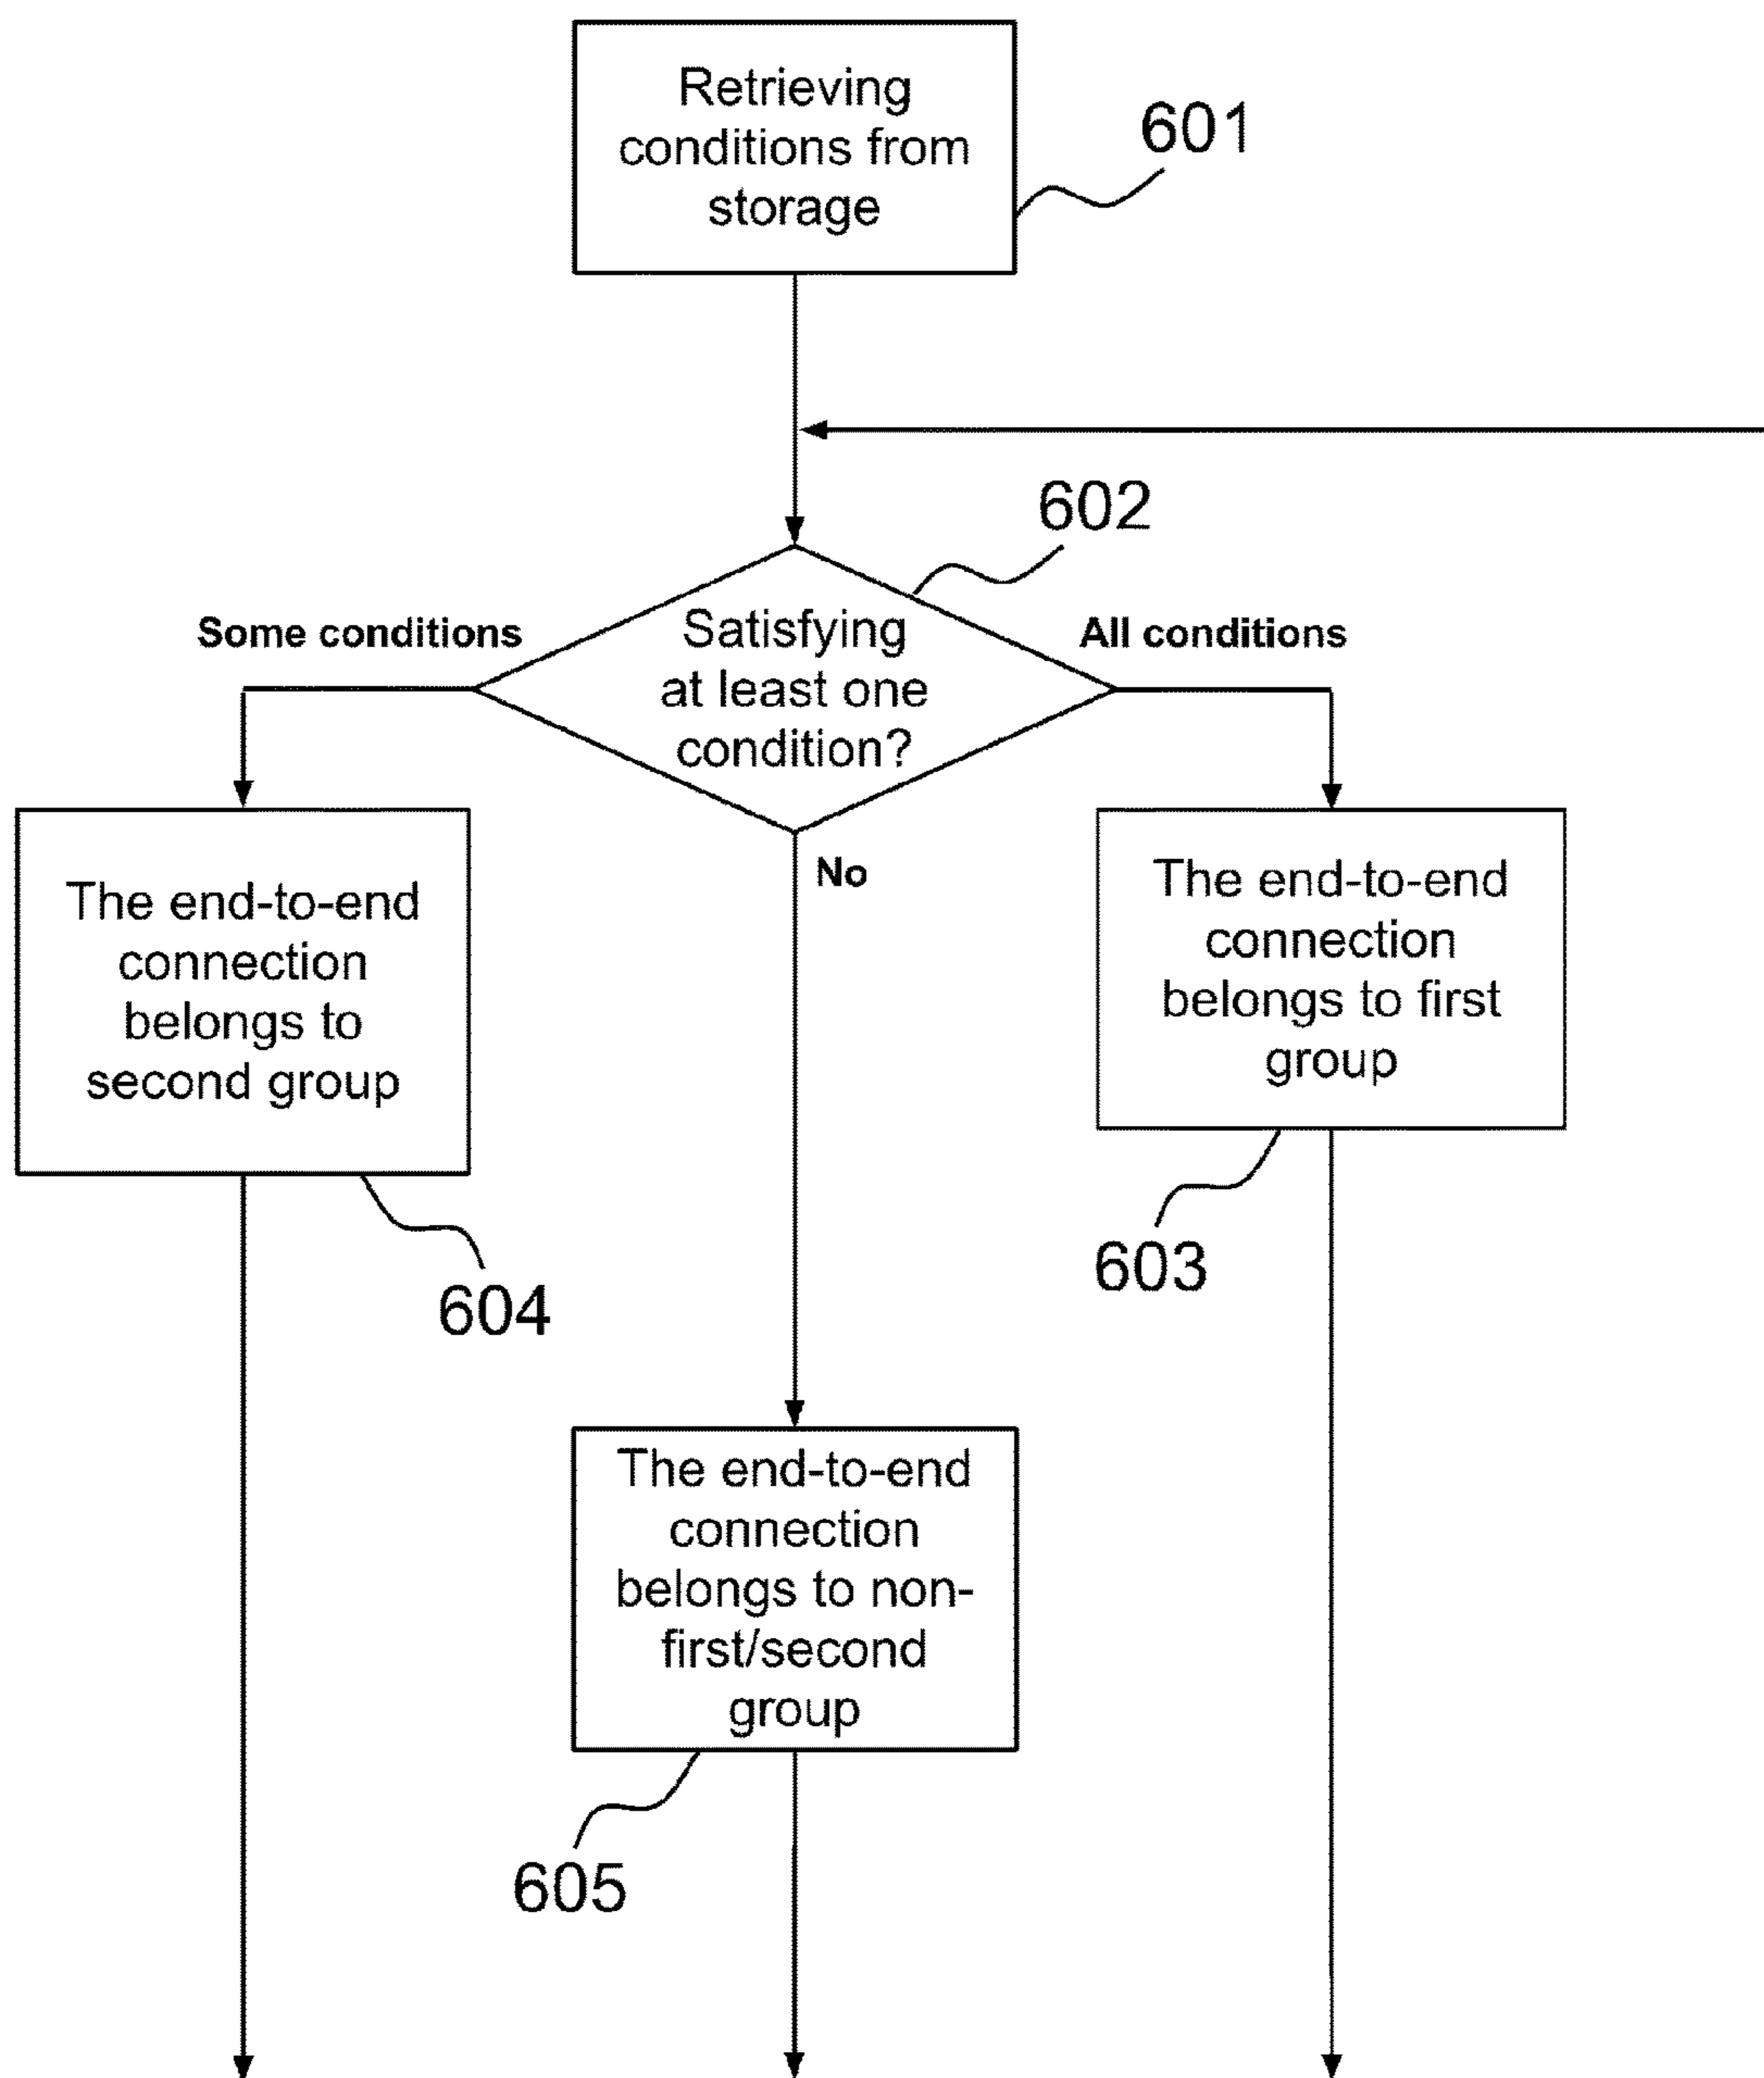 Retrieving
conditions from
storage
601
602
Some conditions
Satisfying
at least one
condition?
All conditions
No
The end-to-end
connection
belongs to
second group
604
The end-to-end
connection
belongs to first
group
603
The end-to-end
connection
belongs to non-
first/second
group
605